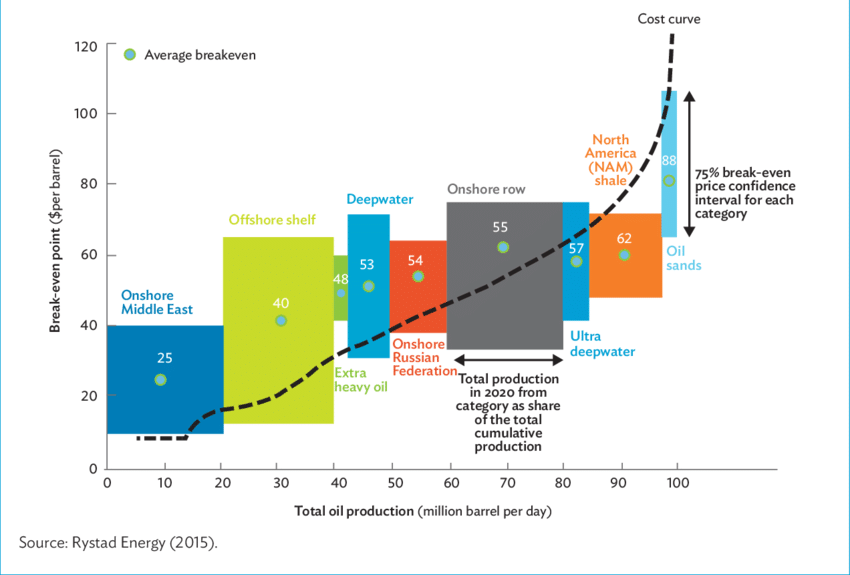 Cost curve
120
100
80
60
40
20
0
Break-even point ($per barrel)
Average breakeven
Onshore
Middle East
25
Offshore shelf
40
48
Extra
heavy oil
Deepwater
53
54
Onshore
Russian
Federation
Onshore row
55
Total production
in 2020 from
category as share
of the total
cumulative
production
57
Ultra
deepwater
North
America
(NAM)
shale
62
88
Oil
sands
75% break-even
price confidence
interval for each
category
0
10
20
30
40
50
60
70
80
90
100
Total oil production (million barrel per day)
Source: Rystad Energy (2015).